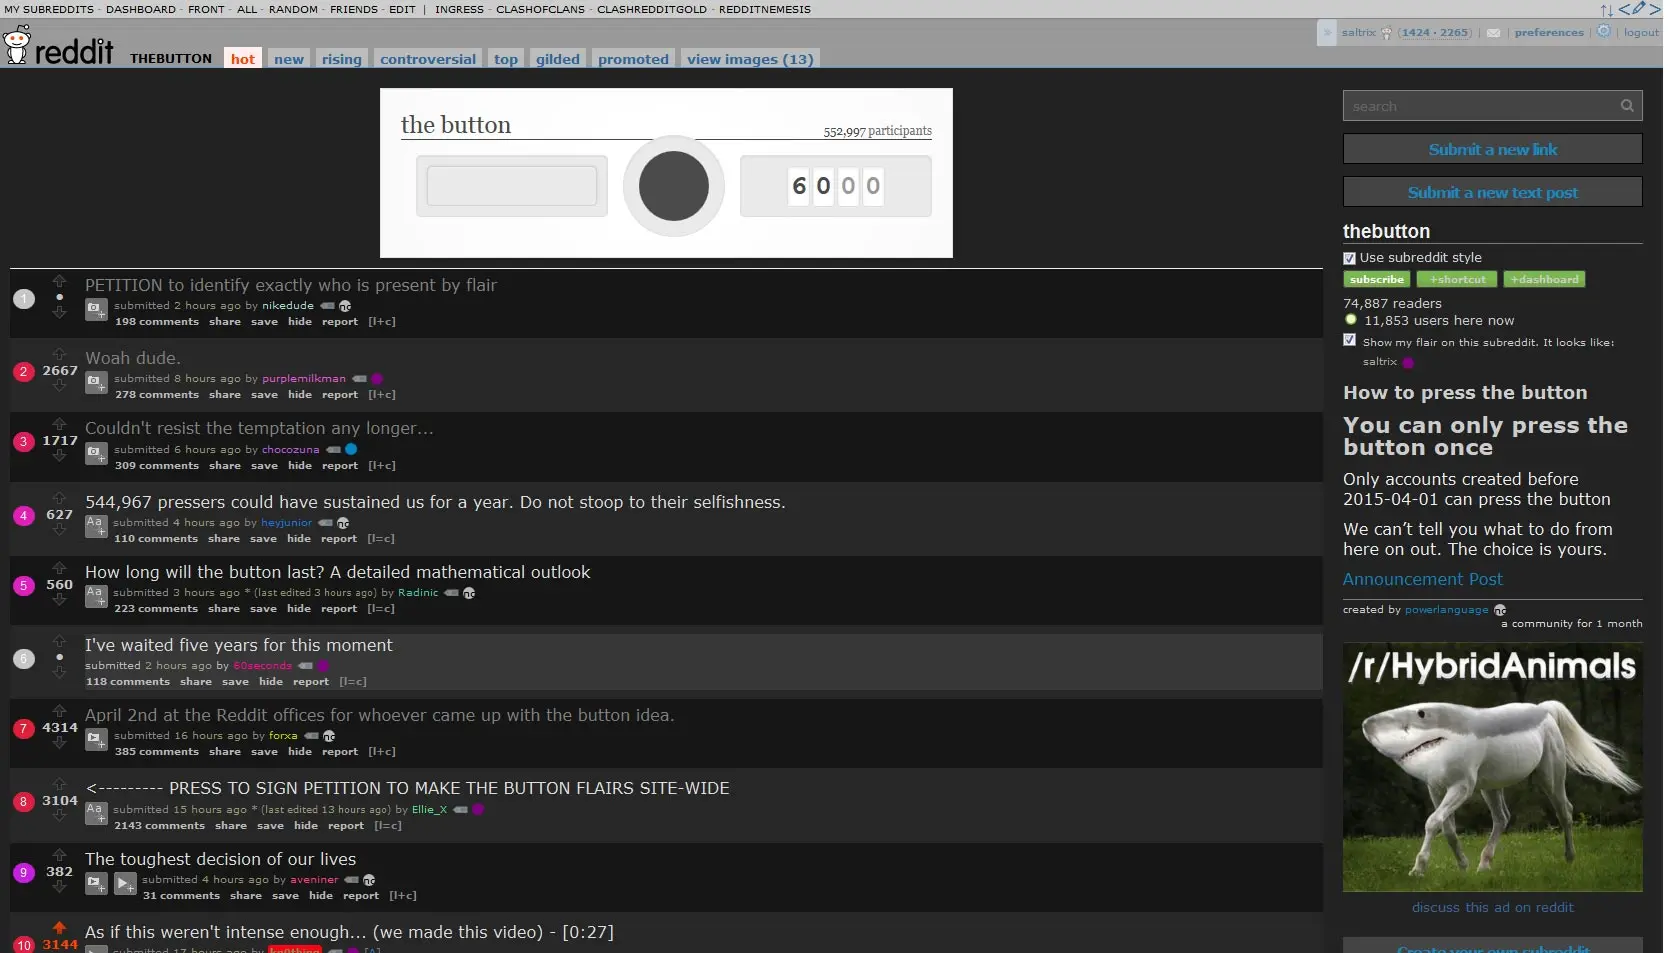 MY SUBREDDITS - DASHBOARD - FRONT - ALL - RANDOM - FRIENDS - EDIT | INGRESS - CLASHOFCLANS - CLASHREDDITGOLD - REDDITNEMESIS
saltrix (1424 · 2265) | | preferences | | logout
reddit THEBUTTON hot new rising controversial top gilded promoted view images (13)
the button
552,997 participants
6 0 0 0
1
PETITION to identify exactly who is present by flair
submitted 2 hours ago by nikedude
198 comments share save hide report [l+c]
2 2667
Woah dude.
submitted 8 hours ago by purplemilkman
278 comments share save hide report [l+c]
3 1717
Couldn't resist the temptation any longer...
submitted 6 hours ago by chocozuna
309 comments share save hide report [l+c]
4 627
544,967 pressers could have sustained us for a year. Do not stoop to their selfishness.
Aa submitted 4 hours ago by heyjunior
110 comments share save hide report [l=c]
5 560
How long will the button last? A detailed mathematical outlook
Aa submitted 3 hours ago * (last edited 3 hours ago) by Radinic
223 comments share save hide report [l=c]
6
I've waited five years for this moment
submitted 2 hours ago by 60seconds
118 comments share save hide report [l=c]
7 4314
April 2nd at the Reddit offices for whoever came up with the button idea.
submitted 16 hours ago by forxa
385 comments share save hide report [l+c]
8 3104
<--------- PRESS TO SIGN PETITION TO MAKE THE BUTTON FLAIRS SITE-WIDE
Aa submitted 15 hours ago * (last edited 13 hours ago) by Ellie_X
2143 comments share save hide report [l=c]
9 382
The toughest decision of our lives
submitted 4 hours ago by aveniner
31 comments share save hide report [l+c]
10 3144
As if this weren't intense enough... (we made this video) - [0:27]
submitted 17 hours ago by
search
Submit a new link
Submit a new text post
thebutton
Use subreddit style
subscribe +shortcut +dashboard
74,887 readers
11,853 users here now
Show my flair on this subreddit. It looks like:
saltrix
How to press the button
You can only press the
button once
Only accounts created before
2015-04-01 can press the button
We can't tell you what to do from
here on out. The choice is yours.
Announcement Post
created by powerlanguage
a community for 1 month
/r/HybridAnimals
discuss this ad on reddit
Create your own subreddit